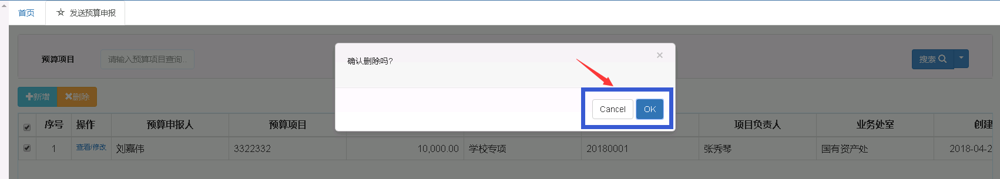 首页 ☆ 发送预算申报
预算项目 请输入预算项目查询.. 搜索
确认删除吗? ×
Cancel OK
新增 删除
序号 操作 预算申报人 预算项目 项目负责人 业务处室 创建
1 查看/修改 刘嘉伟 3322332 10,000.00 学校专项 20180001 张秀琴 国有资产处 2018-04-2